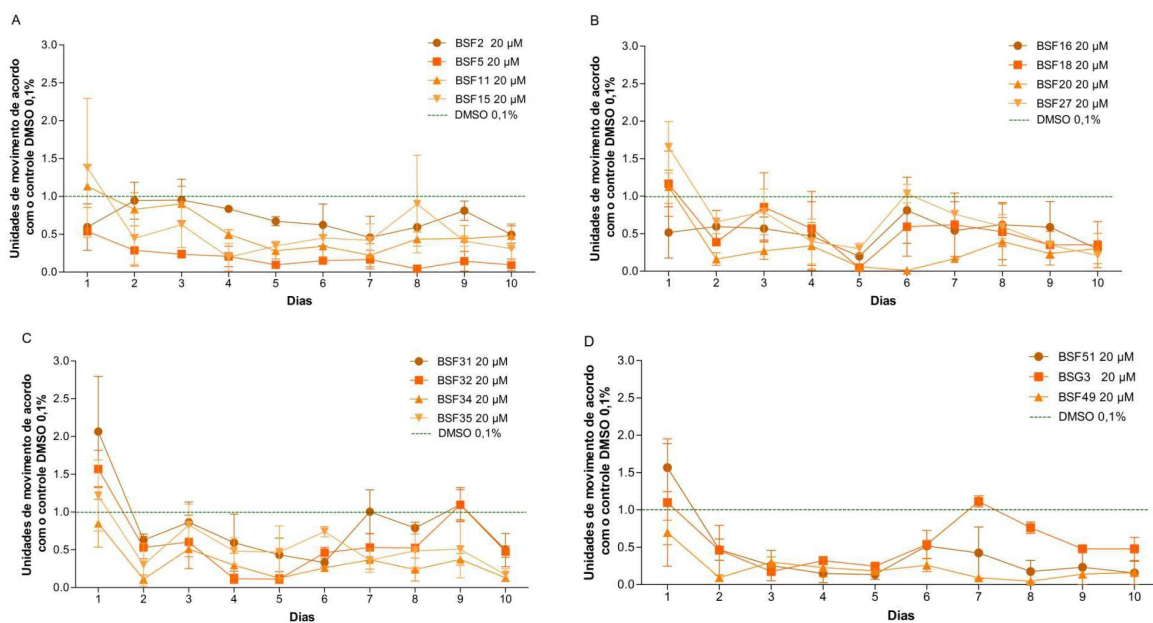 A
Unidades de movimento de acordo
com o controle DMSO 0,1%
3.0
2.5
2.0
1.5
1.0
0.5
0.0
BSF2 20 µM
BSF5 20 µM
BSF11 20 µM
BSF15 20 µM
DMSO 0,1%
1 2 3 4 5 6 7 8 9 10
Dias
B
Unidades de movimento de acordo
com o controle DMSO 0,1%
3.0
2.5
2.0
1.5
1.0
0.5
0.0
BSF16 20 µM
BSF18 20 µM
BSF20 20 µM
BSF27 20 µM
DMSO 0,1%
1 2 3 4 5 6 7 8 9 10
Dias
C
Unidades de movimento de acordo
com o controle DMSO 0,1%
3.0
2.5
2.0
1.5
1.0
0.5
0.0
BSF31 20 µM
BSF32 20 µM
BSF34 20 µM
BSF35 20 µM
DMSO 0,1%
1 2 3 4 5 6 7 8 9 10
Dias
D
Unidades de movimento de acordo
com o controle DMSO 0,1%
3.0
2.5
2.0
1.5
1.0
0.5
0.0
BSF51 20 µM
BSG3 20 µM
BSF49 20 µM
DMSO 0,1%
1 2 3 4 5 6 7 8 9 10
Dias